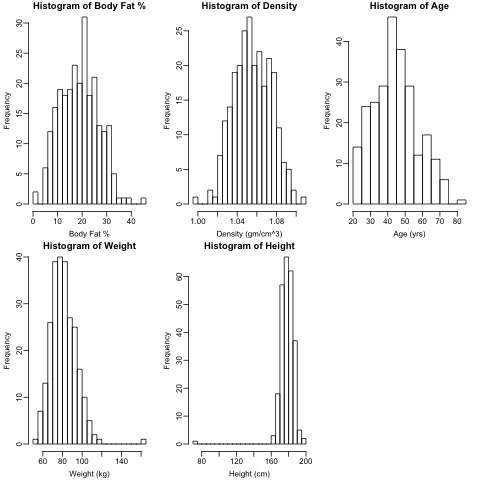 Histogram of Body Fat %
Frequency
0 5 10 15 20 25 30
0 10 20 30 40
Body Fat %
Histogram of Density
Frequency
0 5 10 15 20 25
1.00 1.04 1.08
Density (gm/cm^3)
Histogram of Age
Frequency
0 10 20 30 40
20 30 40 50 60 70 80
Age (yrs)
Histogram of Weight
Frequency
0 10 20 30 40
60 80 100 140
Weight (kg)
Histogram of Height
Frequency
0 10 20 30 40 50 60
80 120 160 200
Height (cm)